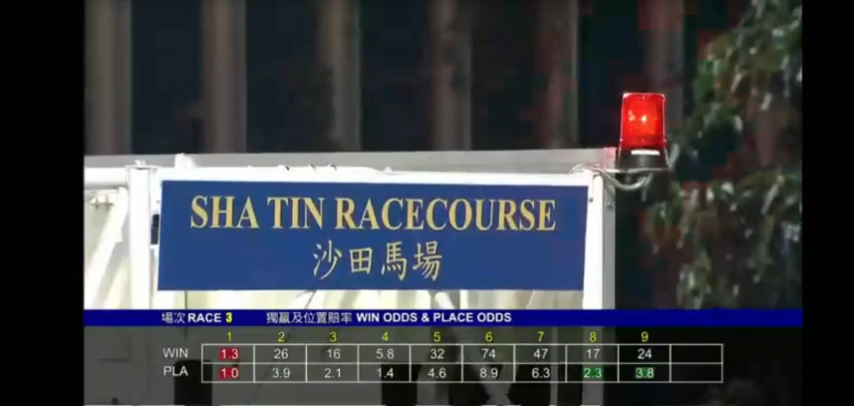 SHA TIN RACECOURSE
沙田馬場
場次 RACE 3 獨贏及位置賠率 WIN ODDS & PLACE ODDS
1 2 3 4 5 6 7 8 9
WIN 1.3 26 16 5.8 32 74 47 17 24
PLA 1.0 3.9 2.1 1.4 4.6 8.9 6.3 2.3 3.8